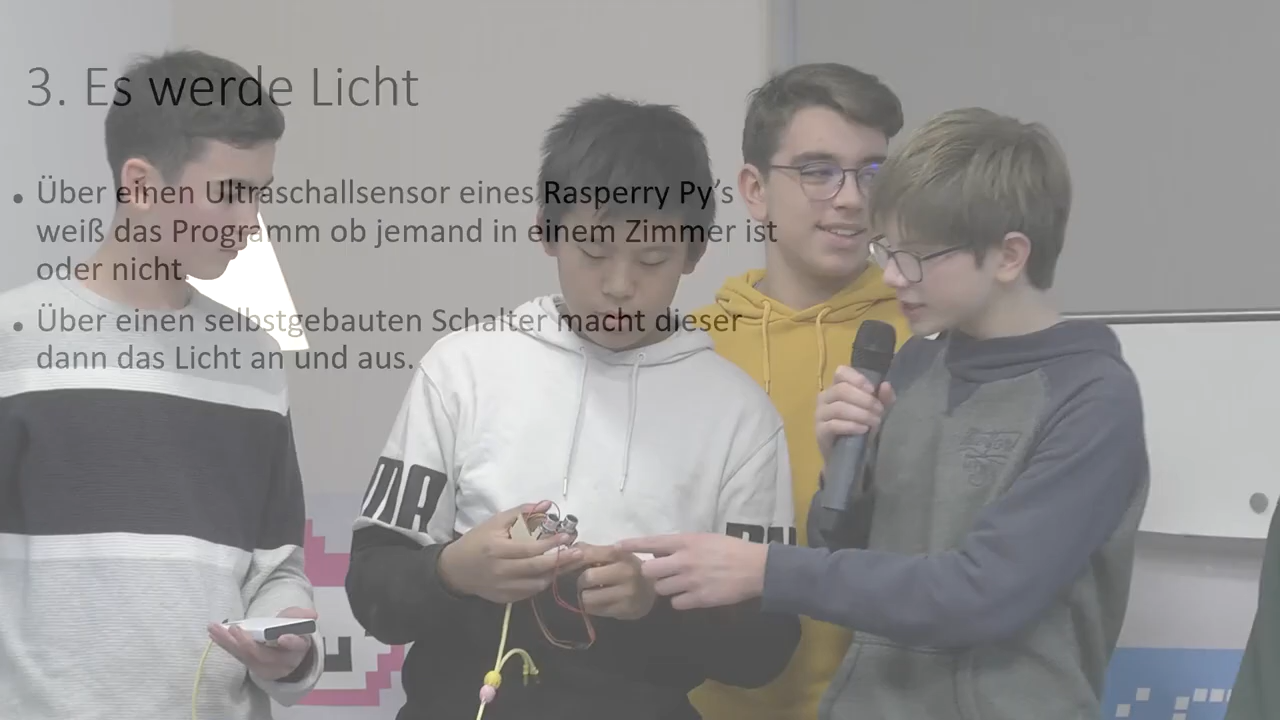 3. Es werde Licht
• Über einen Ultraschallsensor eines Rasperry Py's
weiß das Programm ob jemand in einem Zimmer ist
oder nicht.
• Über einen selbstgebauten Schalter macht dieser
dann das Licht an und aus.